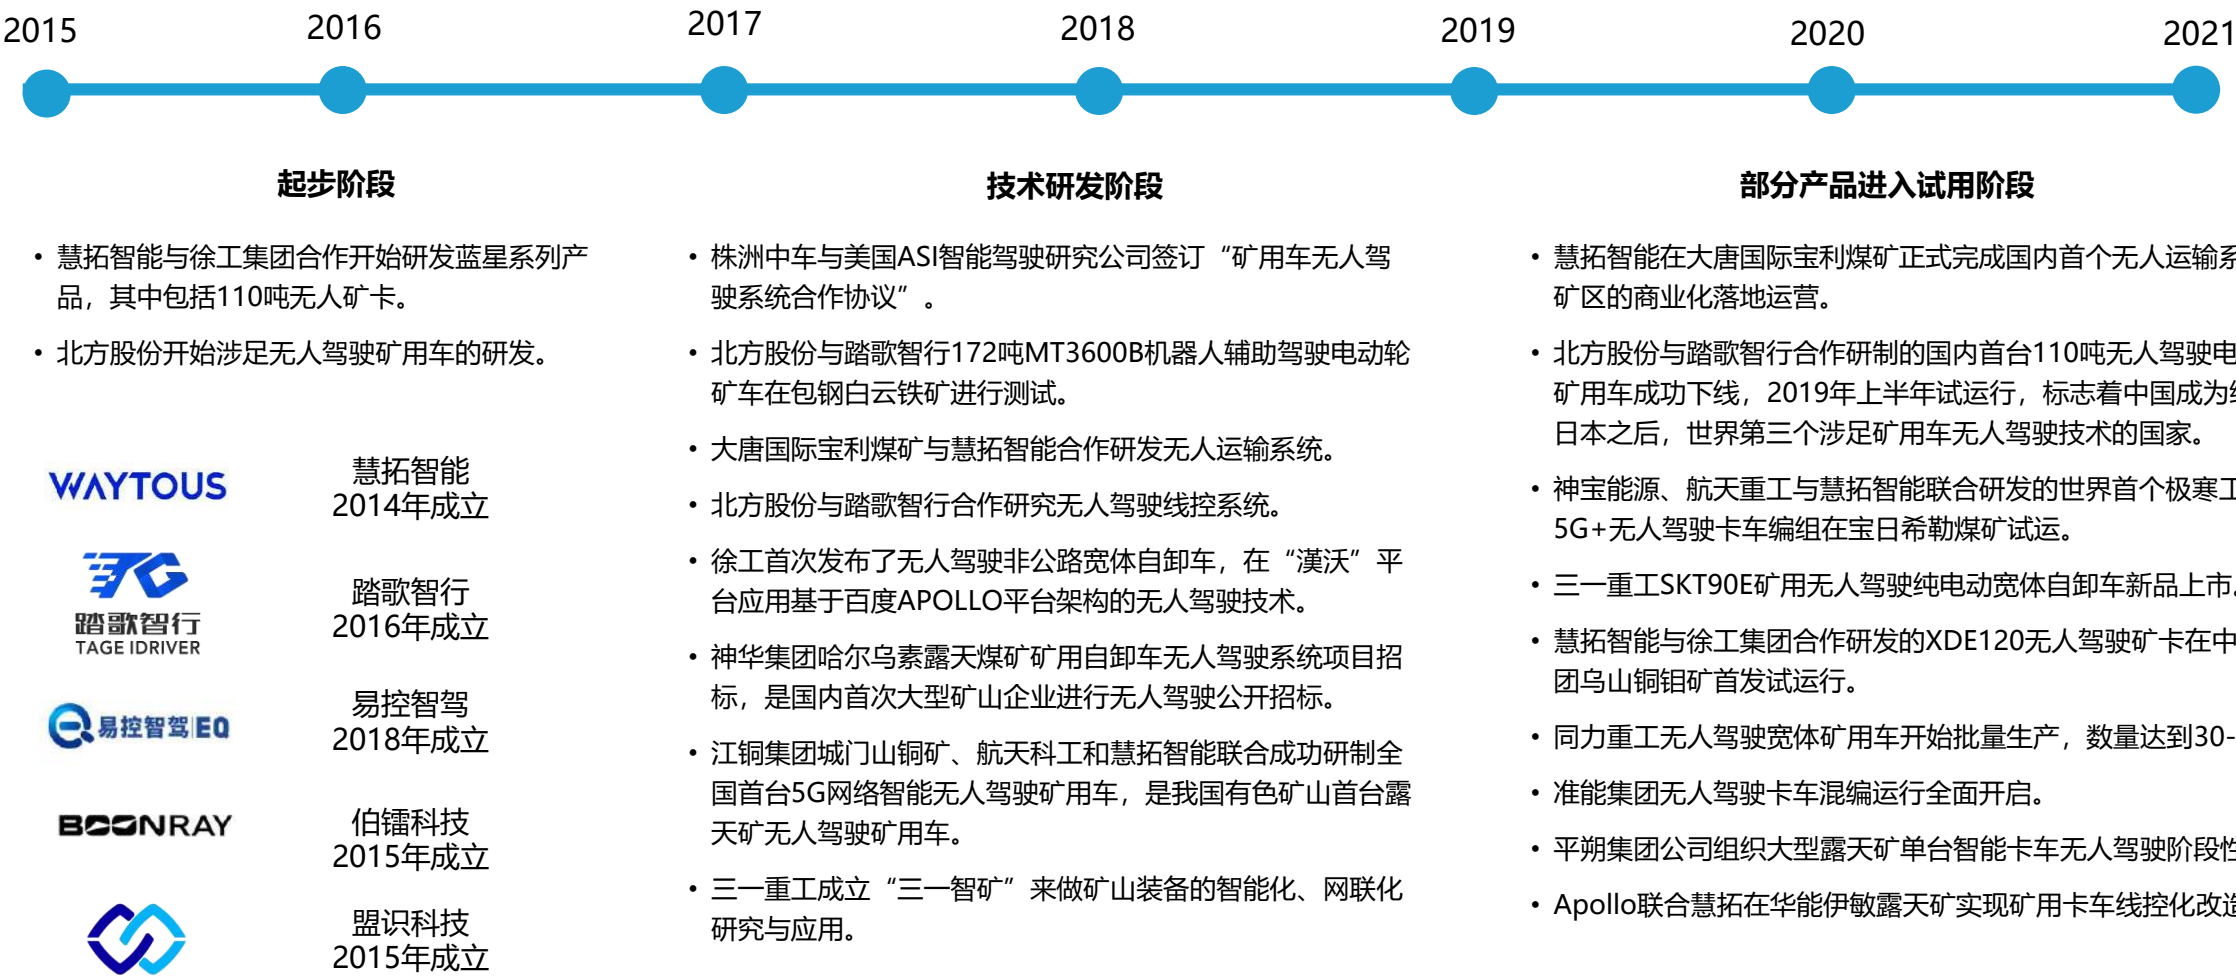 2015
2016
2017
2018
2019
2020
2021
起步阶段
• 慧拓智能与徐工集团合作开始研发蓝星系列产
品，其中包括110吨无人矿卡。
• 北方股份开始涉足无人驾驶矿用车的研发。
WAYTOUS
慧拓智能
2014年成立
TG
踏歌智行
TAGE IDRIVER
踏歌智行
2016年成立
易控智驾|EQ
易控智驾
2018年成立
BOONRAY
伯镭科技
2015年成立
盟识科技
2015年成立
技术研发阶段
• 株洲中车与美国ASI智能驾驶研究公司签订“矿用车无人驾
驶系统合作协议”。
• 北方股份与踏歌智行172吨MT3600B机器人辅助驾驶电动轮
矿车在包钢白云铁矿进行测试。
• 大唐国际宝利煤矿与慧拓智能合作研发无人运输系统。
• 北方股份与踏歌智行合作研究无人驾驶线控系统。
• 徐工首次发布了无人驾驶非公路宽体自卸车，在“漢沃”平
台应用基于百度APOLLO平台架构的无人驾驶技术。
• 神华集团哈尔乌素露天煤矿矿用自卸车无人驾驶系统项目招
标，是国内首次大型矿山企业进行无人驾驶公开招标。
• 江铜集团城门山铜矿、航天科工和慧拓智能联合成功研制全
国首台5G网络智能无人驾驶矿用车，是我国有色矿山首台露
天矿无人驾驶矿用车。
• 三一重工成立“三一智矿”来做矿山装备的智能化、网联化
研究与应用。
部分产品进入试用阶段
• 慧拓智能在大唐国际宝利煤矿正式完成国内首个无人运输系
矿区的商业化落地运营。
• 北方股份与踏歌智行合作研制的国内首台110吨无人驾驶电
矿用车成功下线，2019年上半年试运行，标志着中国成为继
日本之后，世界第三个涉足矿用车无人驾驶技术的国家。
• 神宝能源、航天重工与慧拓智能联合研发的世界首个极寒工
5G+无人驾驶卡车编组在宝日希勒煤矿试运。
• 三一重工SKT90E矿用无人驾驶纯电动宽体自卸车新品上市。
• 慧拓智能与徐工集团合作研发的XDE120无人驾驶矿卡在中
团乌山铜钼矿首发试运行。
• 同力重工无人驾驶宽体矿用车开始批量生产，数量达到30-
• 准能集团无人驾驶卡车混编运行全面开启。
• 平朔集团公司组织大型露天矿单台智能卡车无人驾驶阶段性
• Apollo联合慧拓在华能伊敏露天矿实现矿用卡车线控化改造